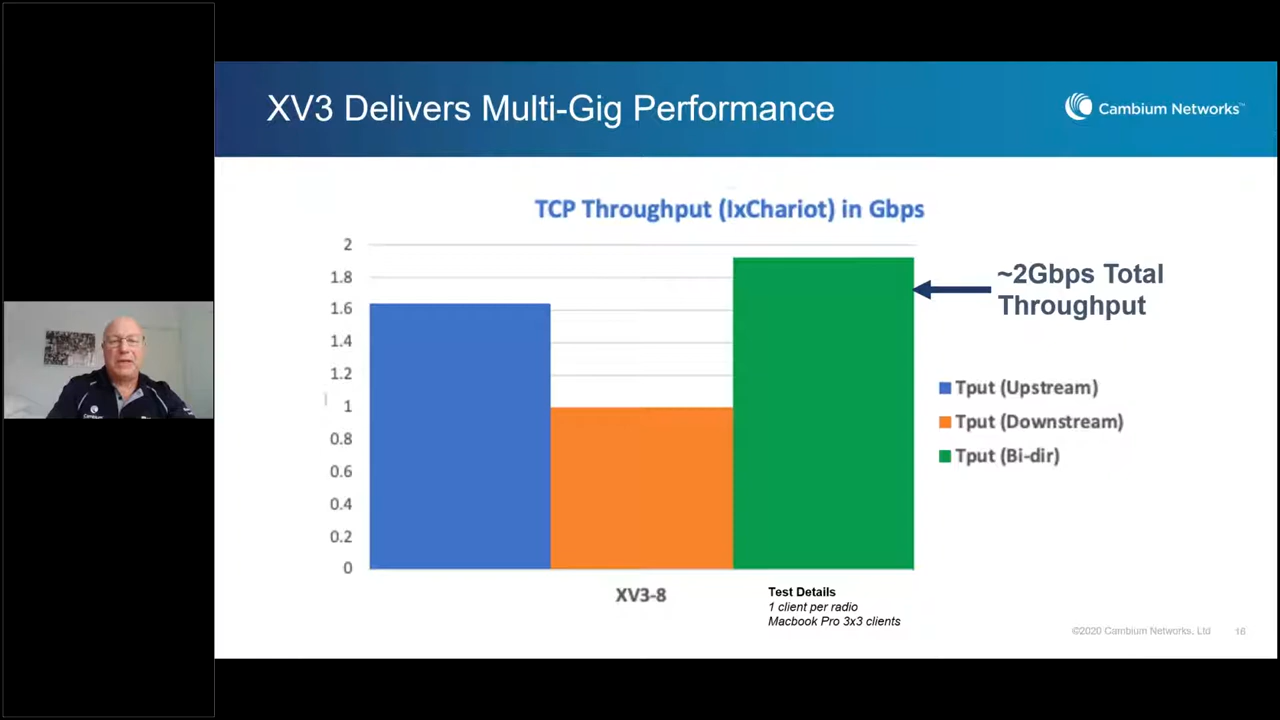 XV3 Delivers Multi-Gig Performance
Cambium Networks™
TCP Throughput (IxChariot) in Gbps
2
1.8
1.6
1.4
1.2
1
0.8
0.6
0.4
0.2
0
~2Gbps Total
Throughput
Tput (Upstream)
Tput (Downstream)
Tput (Bi-dir)
XV3-8
Test Details
1 client per radio
Macbook Pro 3x3 clients
©2020 Cambium Networks, Ltd
16
Cambium